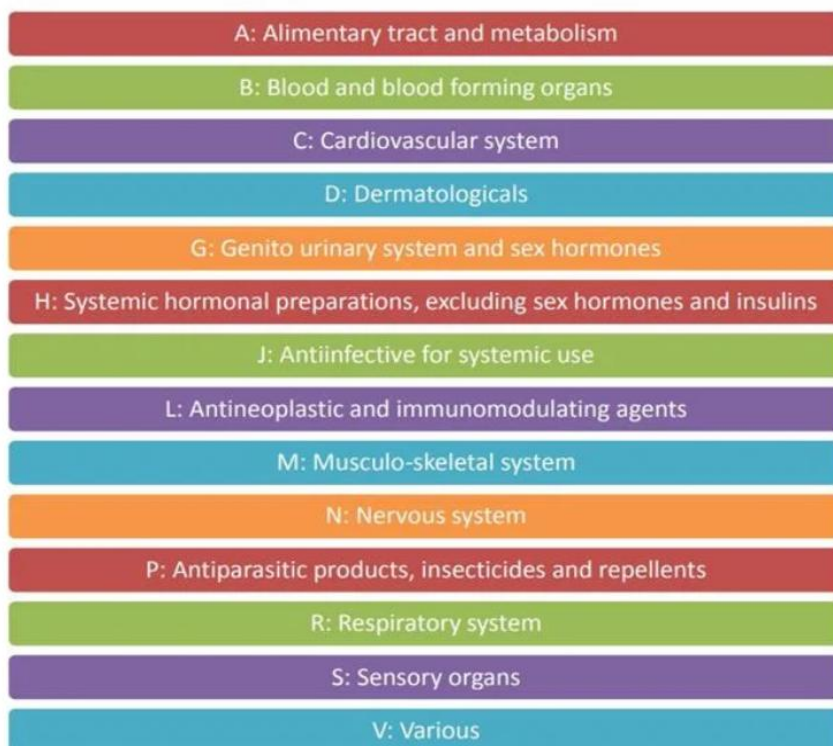 A: Alimentary tract and metabolism
B: Blood and blood forming organs
C: Cardiovascular system
D: Dermatologicals
G: Genito urinary system and sex hormones
H: Systemic hormonal preparations, excluding sex hormones and insulins
J: Antiinfective for systemic use
L: Antineoplastic and immunomodulating agents
M: Musculo-skeletal system
N: Nervous system
P: Antiparasitic products, insecticides and repellents
R: Respiratory system
S: Sensory organs
V: Various